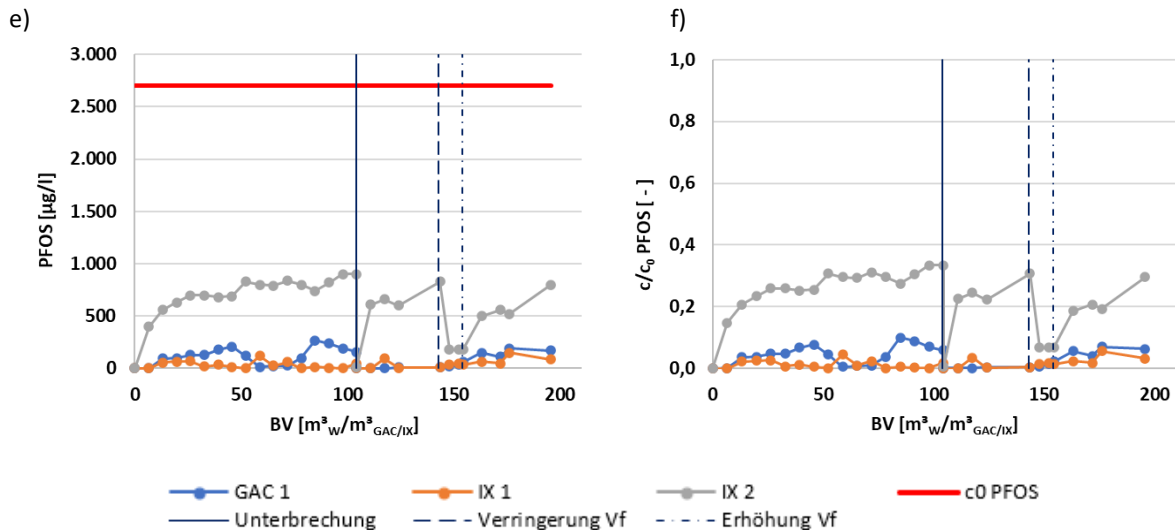 e)
3.000
2.500
2.000
1.500
1.000
500
0
PFOS [µg/l]
0 50 100 150 200
BV [m³W/m³GAC/IX]
f)
1,0
0,8
0,6
0,4
0,2
0,0
c/c0 PFOS [ - ]
0 50 100 150 200
BV [m³W/m³GAC/IX]
GAC 1 IX 1 IX 2 c0 PFOS
Unterbrechung Verringerung Vf Erhöhung Vf